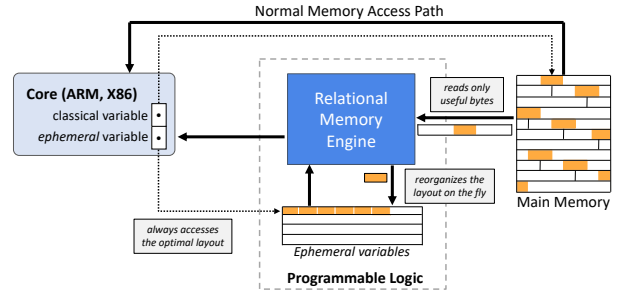 Normal Memory Access Path
Core (ARM, X86)
classical variable
ephemeral variable
Relational
Memory
Engine
reads only
useful bytes
reorganizes the
layout on the fly
Main Memory
always accesses
the optimal layout
Ephemeral variables
Programmable Logic